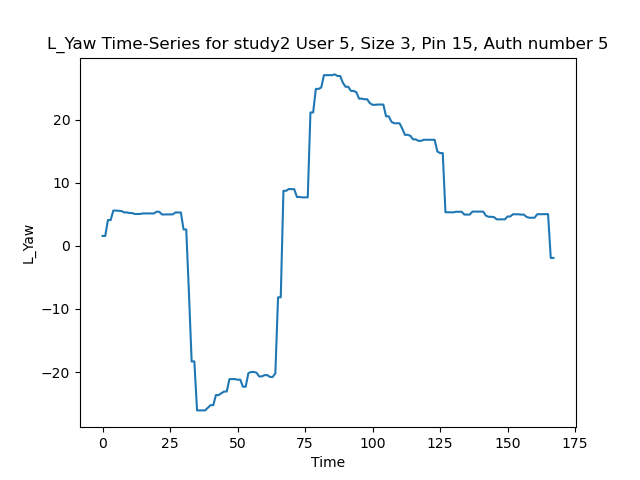 L_Yaw Time-Series for study2 User 5, Size 3, Pin 15, Auth number 5
20
10
0
−10
−20
L_Yaw
0 25 50 75 100 125 150 175
Time